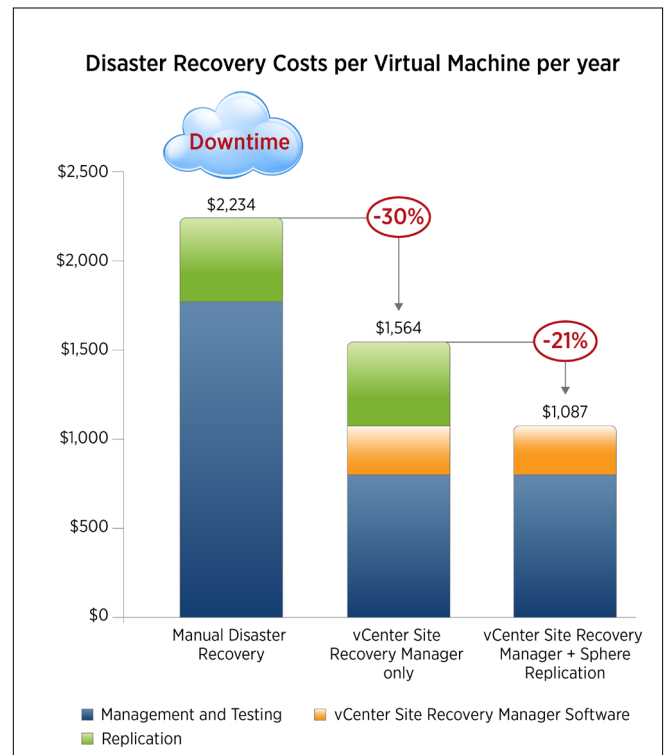 Disaster Recovery Costs per Virtual Machine per year
Downtime
$2,500
$2,234
-30%
$2,000
$1,564
$1,500
-21%
$1,087
$1,000
$500
$0
Manual Disaster
Recovery
vCenter Site
Recovery Manager
only
vCenter Site Recovery
Manager + Sphere
Replication
Management and Testing
vCenter Site Recovery Manager Software
Replication